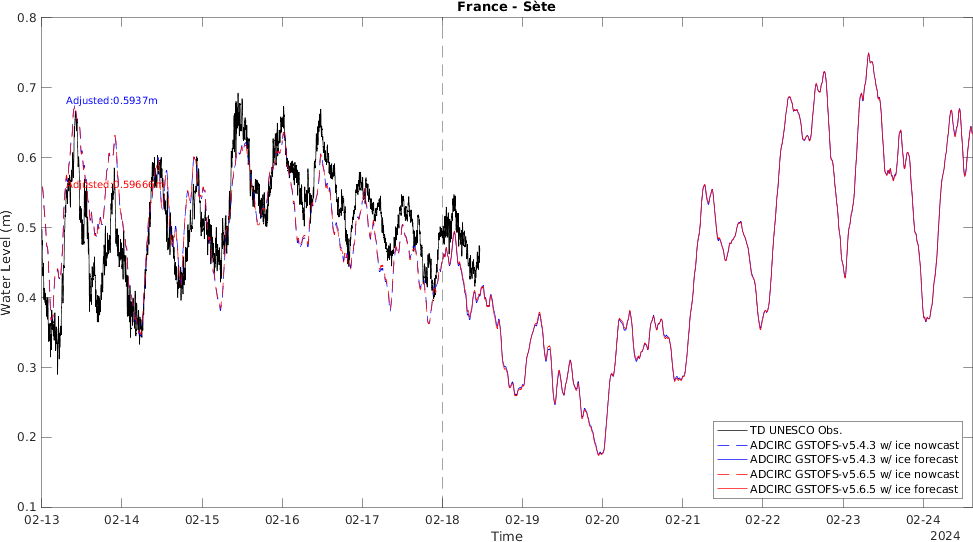 France - Sète
Water Level (m)
0.8
0.7
0.6
0.5
0.4
0.3
0.2
0.1
Adjusted:0.5937m
TD UNESCO Obs.
ADCIRC GSTOFS-v5.4.3 w/ ice nowcast
ADCIRC GSTOFS-v5.4.3 w/ ice forecast
ADCIRC GSTOFS-v5.6.5 w/ ice nowcast
ADCIRC GSTOFS-v5.6.5 w/ ice forecast
02-13 02-14 02-15 02-16 02-17 02-18 02-19 02-20 02-21 02-22 02-23 02-24
2024
Time